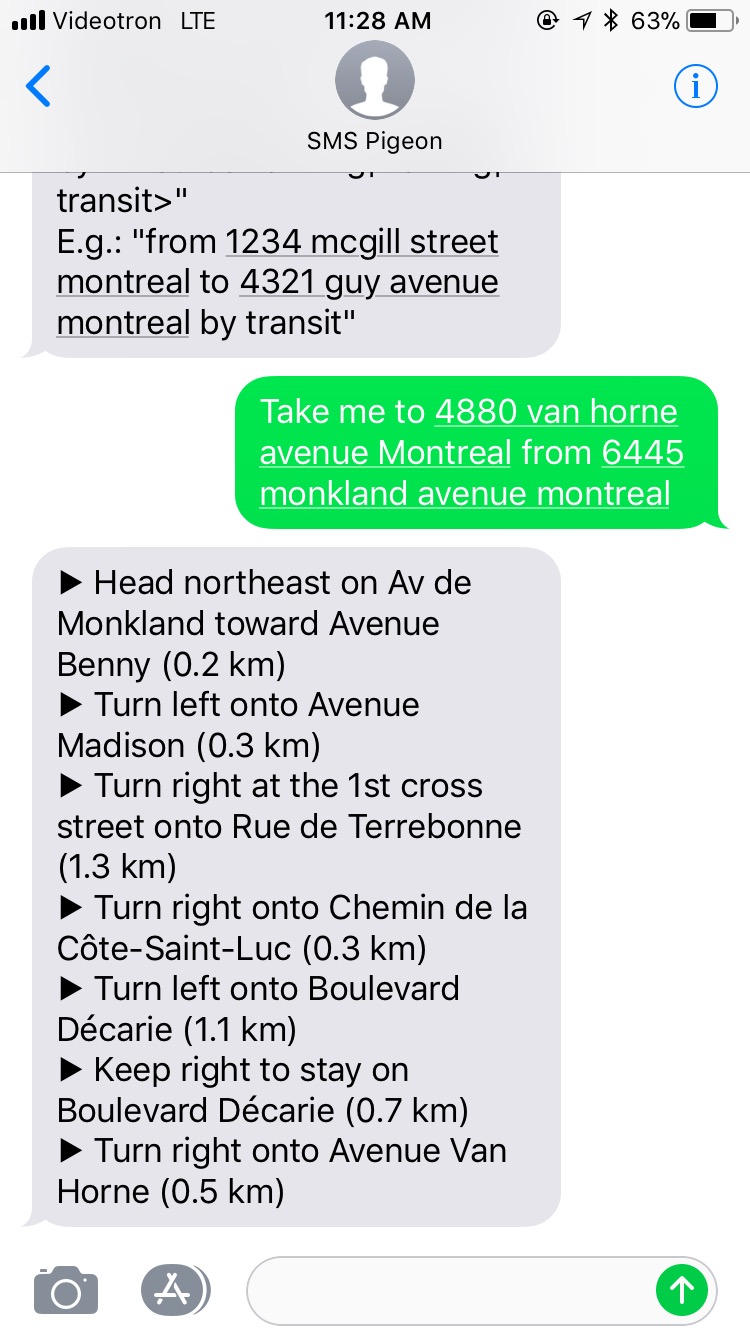 Videotron LTE 11:28 AM 63%
SMS Pigeon
transit>"
E.g.: "from 1234 mcgill street
montreal to 4321 guy avenue
montreal by transit"
Take me to 4880 van horne
avenue Montreal from 6445
monkland avenue montreal
▶ Head northeast on Av de
Monkland toward Avenue
Benny (0.2 km)
▶ Turn left onto Avenue
Madison (0.3 km)
▶ Turn right at the 1st cross
street onto Rue de Terrebonne
(1.3 km)
▶ Turn right onto Chemin de la
Côte-Saint-Luc (0.3 km)
▶ Turn left onto Boulevard
Décarie (1.1 km)
▶ Keep right to stay on
Boulevard Décarie (0.7 km)
▶ Turn right onto Avenue Van
Horne (0.5 km)